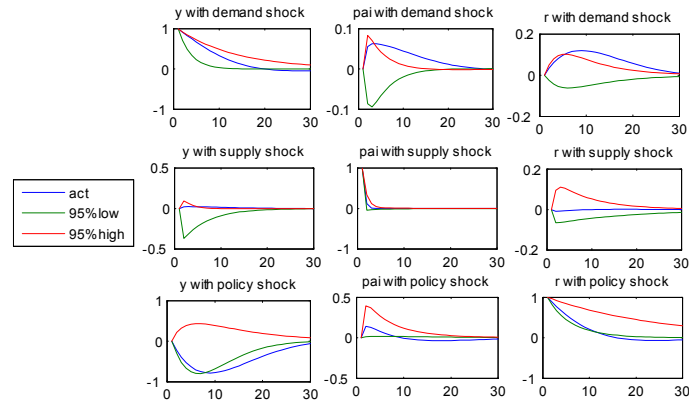 y with demand shock
pai with demand shock
r with demand shock
1
0
-1
0 10 20 30
0.1
0
-0.1
0 10 20 30
0.2
0
-0.2
0 10 20 30
y with supply shock
pai with supply shock
r with supply shock
0.5
0
-0.5
0 10 20 30
1
0
-1
0 10 20 30
0.2
0
-0.2
0 10 20 30
act
95%low
95%high
y with policy shock
pai with policy shock
r with policy shock
1
0
-1
0 10 20 30
0.5
0
-0.5
0 10 20 30
1
0
-1
0 10 20 30